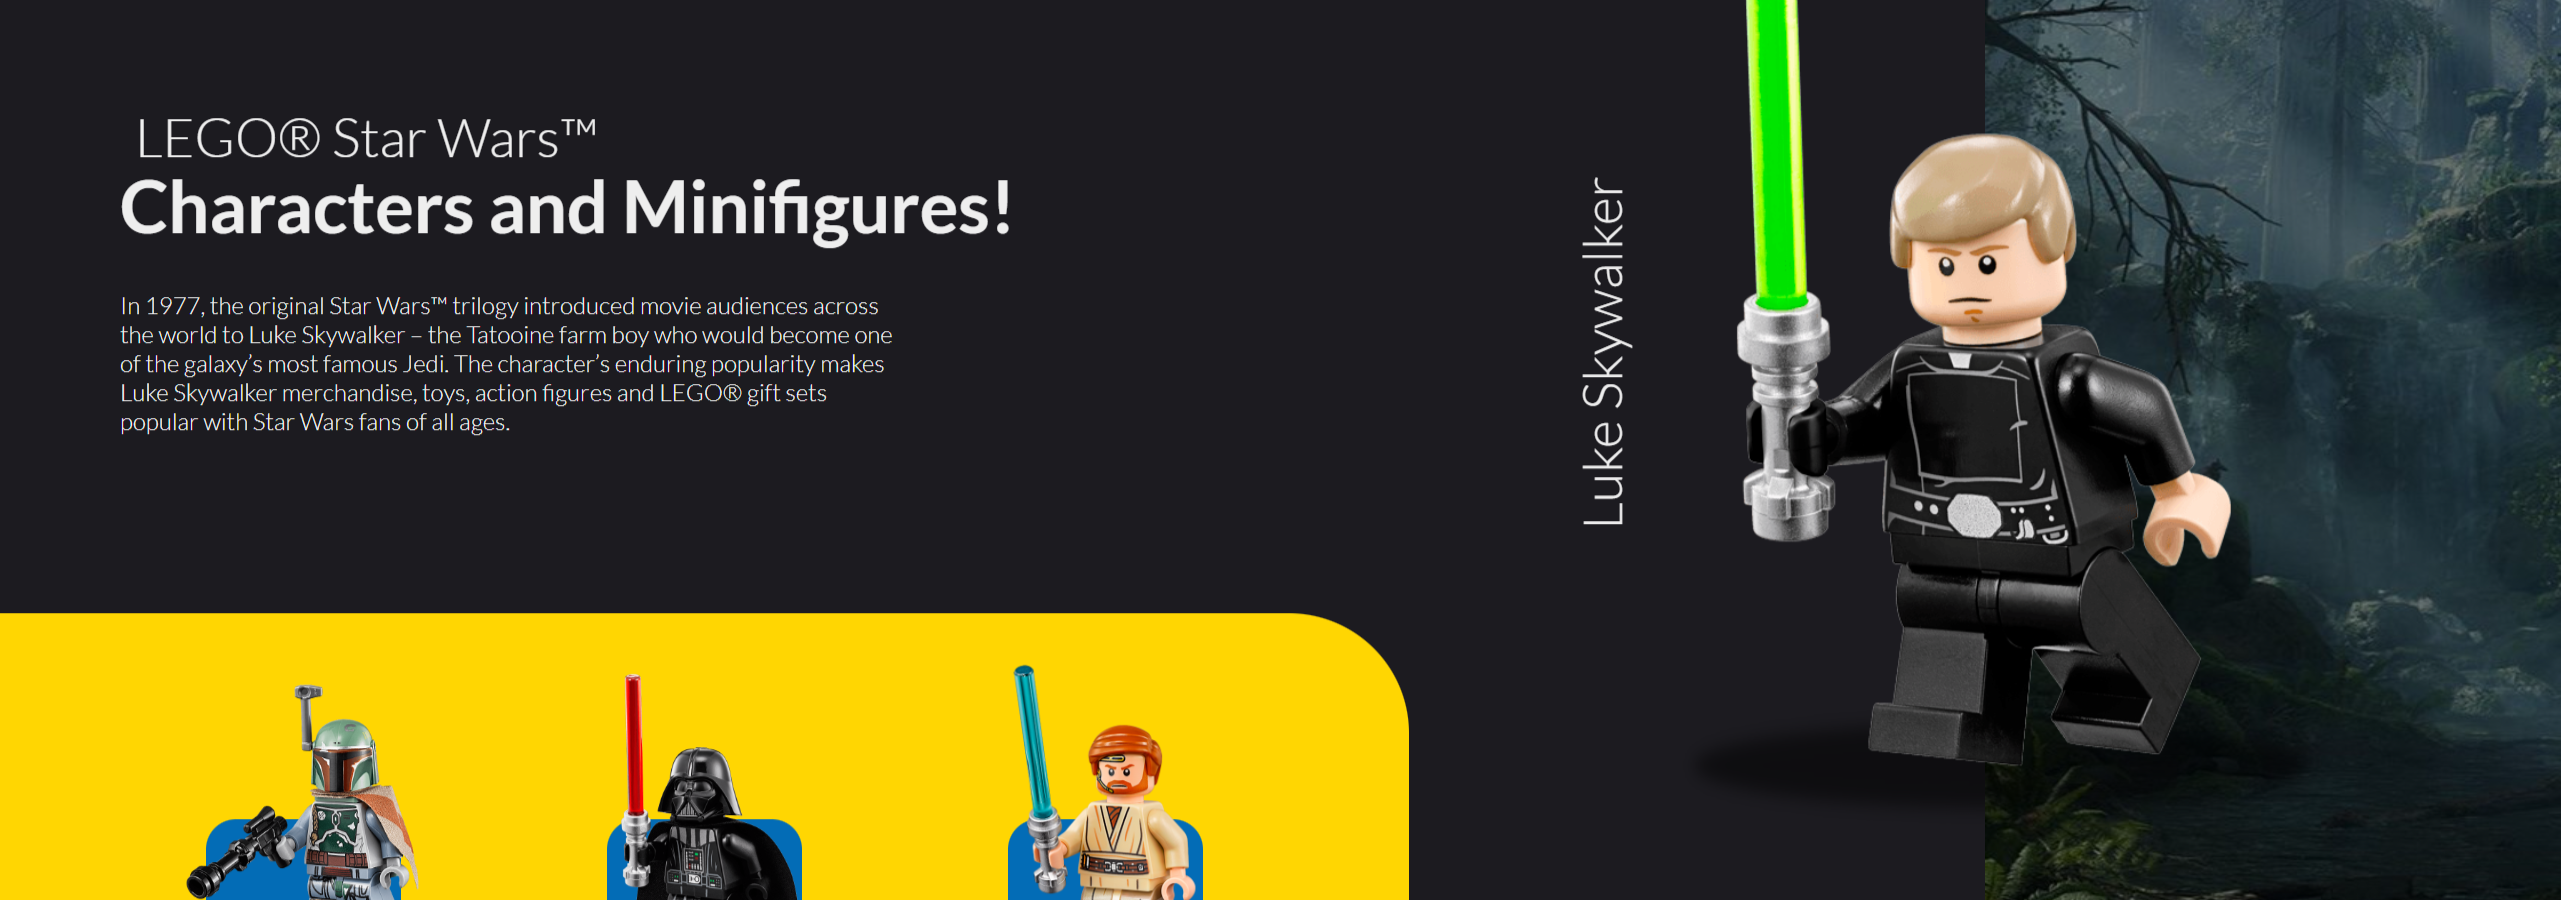 LEGO® Star Wars™
Characters and Minifigures!
In 1977, the original Star Wars™ trilogy introduced movie audiences across
the world to Luke Skywalker – the Tatooine farm boy who would become one
of the galaxy’s most famous Jedi. The character’s enduring popularity makes
Luke Skywalker merchandise, toys, action figures and LEGO® gift sets
popular with Star Wars fans of all ages.
Luke Skywalker